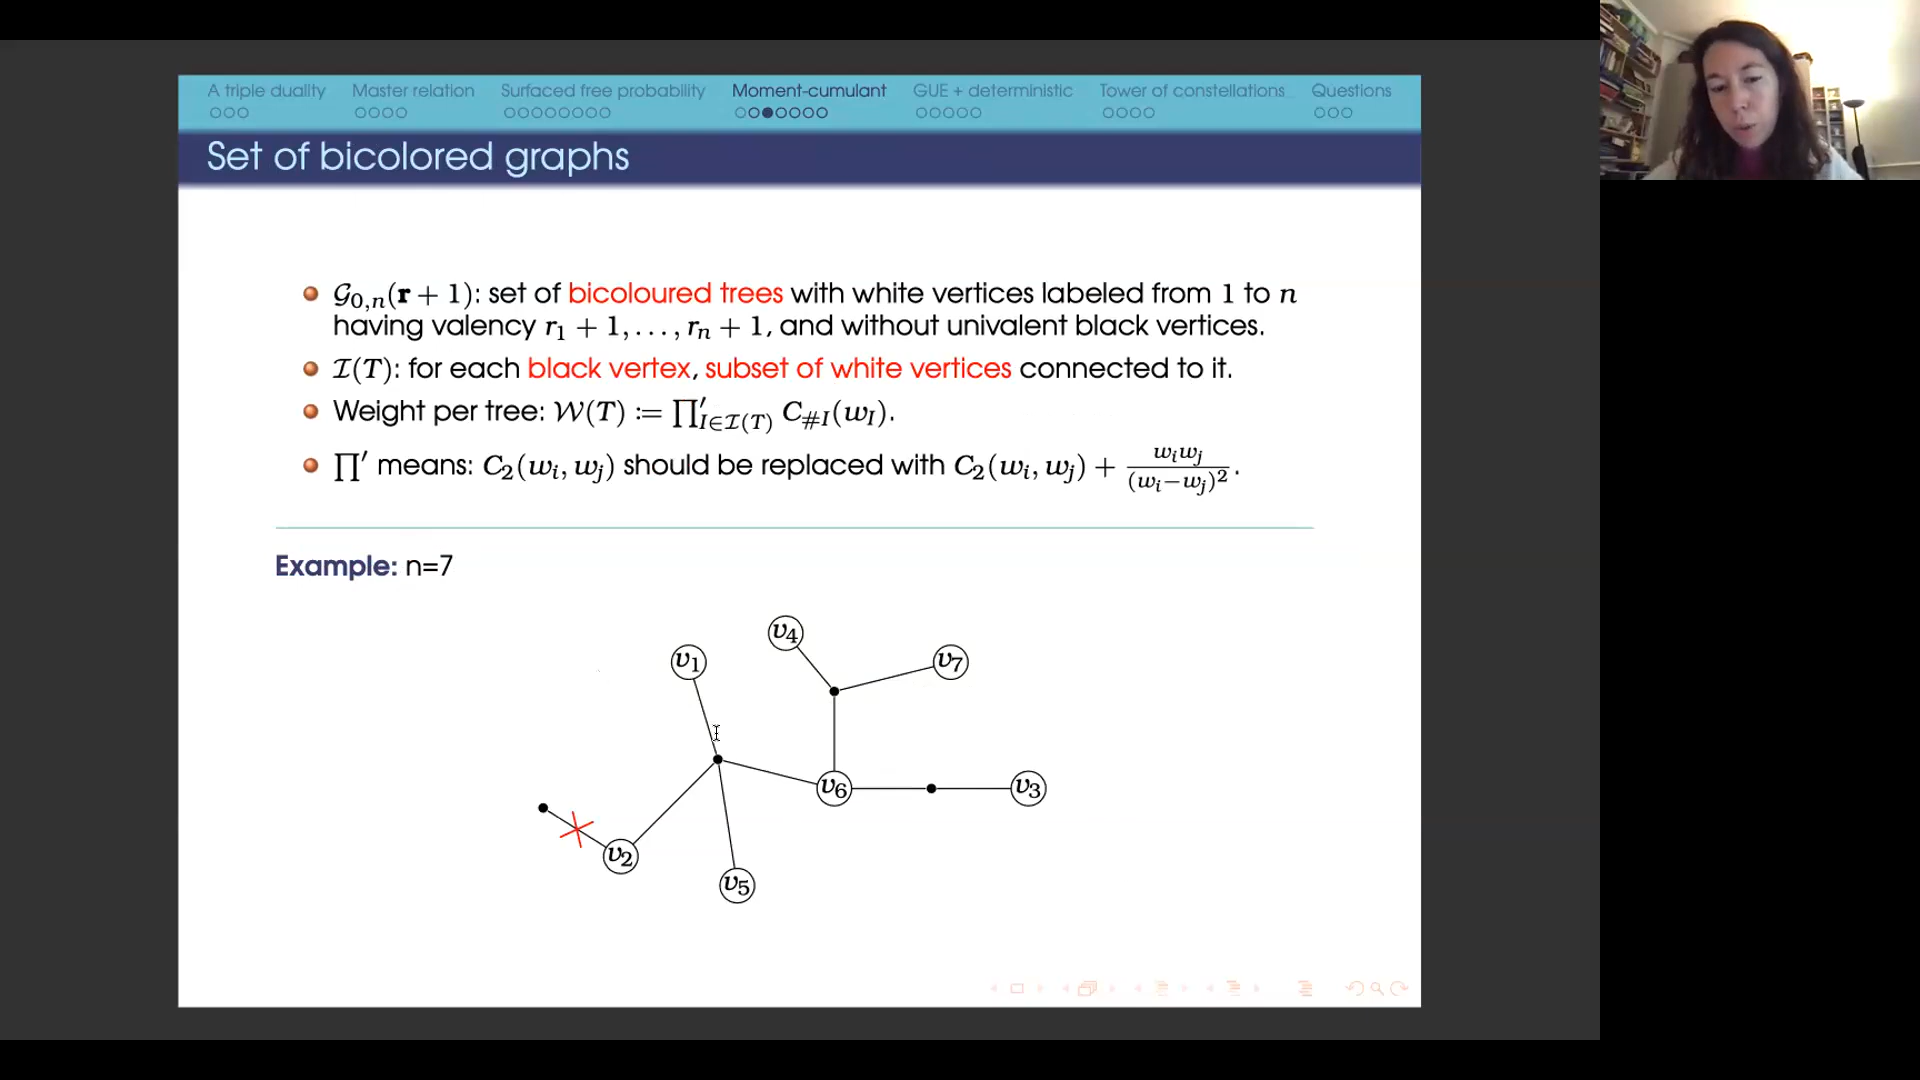 A triple duality Master relation Surfaced free probability Moment-cumulant GUE + deterministic Tower of constellations Questions
Set of bicolored graphs
𝒢₀,ₙ(𝐫 + 1): set of bicoloured trees with white vertices labeled from 1 to n
having valency r₁ + 1, . . . , rₙ + 1, and without univalent black vertices.
ℐ(T): for each black vertex, subset of white vertices connected to it.
Weight per tree: 𝒲(T) := ∏′_{I∈ℐ(T)} C_{#I}(w_I).
∏′ means: C₂(wᵢ, wⱼ) should be replaced with C₂(wᵢ, wⱼ) + wᵢwⱼ/(wᵢ−wⱼ)² .
Example: n=7
v₄
v₁
v₇
v₆
v₃
v₂
v₅